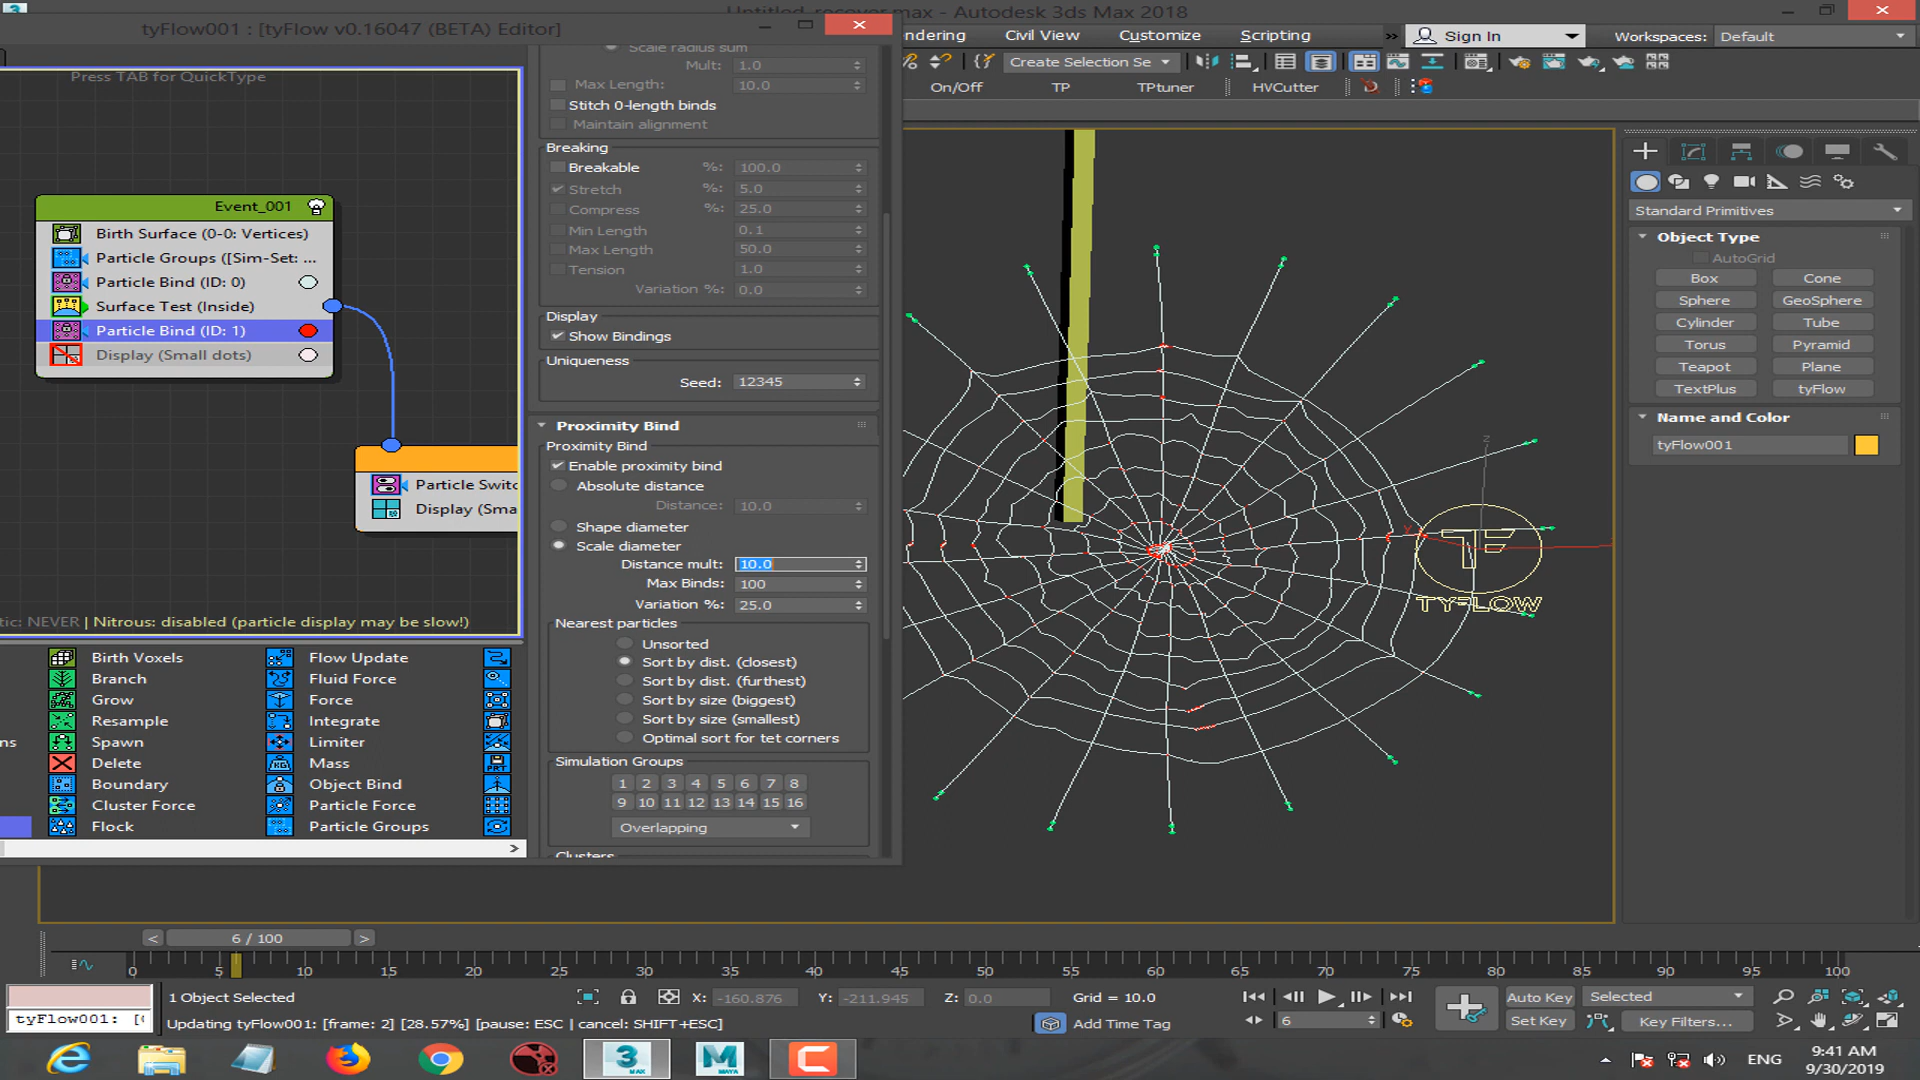 Untitled_recover.max - Autodesk 3ds Max 2018
tyFlow001 : [tyFlow v0.16047 (BETA) Editor]
Civil View
Customize
Scripting
Sign In
Workspaces:
Default
Create Selection Se
On/Off
TP
TPtuner
HVCutter
Press TAB for QuickType
Event_001
Birth Surface (0-0: Vertices)
Particle Groups ([Sim-Set: ...
Particle Bind (ID: 0)
Surface Test (Inside)
Particle Bind (ID: 1)
Display (Small dots)
Particle Switc
Display (Sma
tic: NEVER | Nitrous: disabled (particle display may be slow!)
Birth Voxels
Flow Update
Branch
Fluid Force
Grow
Force
Resample
Integrate
Spawn
Limiter
Delete
Mass
Boundary
Object Bind
Cluster Force
Particle Force
Flock
Particle Groups
Scale radius sum
Mult:
1.0
Max Length:
10.0
Stitch 0-length binds
Maintain alignment
Breaking
Breakable
%:
100.0
Stretch
%:
5.0
Compress
%:
25.0
Min Length
0.1
Max Length
50.0
Tension
1.0
Variation %:
0.0
Display
Show Bindings
Uniqueness
Seed:
12345
Proximity Bind
Proximity Bind
Enable proximity bind
Absolute distance
Distance:
10.0
Shape diameter
Scale diameter
Distance mult:
10.0
Max Binds:
100
Variation %:
25.0
Nearest particles
Unsorted
Sort by dist. (closest)
Sort by dist. (furthest)
Sort by size (biggest)
Sort by size (smallest)
Optimal sort for tet corners
Simulation Groups
1 2 3 4 5 6 7 8
9 10 11 12 13 14 15 16
Overlapping
Clusters
z
Y
TF
TYFLOW
Standard Primitives
Object Type
AutoGrid
Box
Cone
Sphere
GeoSphere
Cylinder
Tube
Torus
Pyramid
Teapot
Plane
TextPlus
tyFlow
Name and Color
tyFlow001
< 6 / 100 >
0 5 10 15 20 25 30 35 40 45 50 55 60 65 70 75 80 85 90 95 100
1 Object Selected
X: -160.876
Y: -211.945
Z: 0.0
Grid = 10.0
Auto Key
Selected
tyFlow001: [
Updating tyFlow001: [frame: 2] [28.57%] [pause: ESC | cancel: SHIFT+ESC]
Add Time Tag
6
Set Key
Key Filters...
3
MAX
M
C
ENG
9:41 AM
9/30/2019